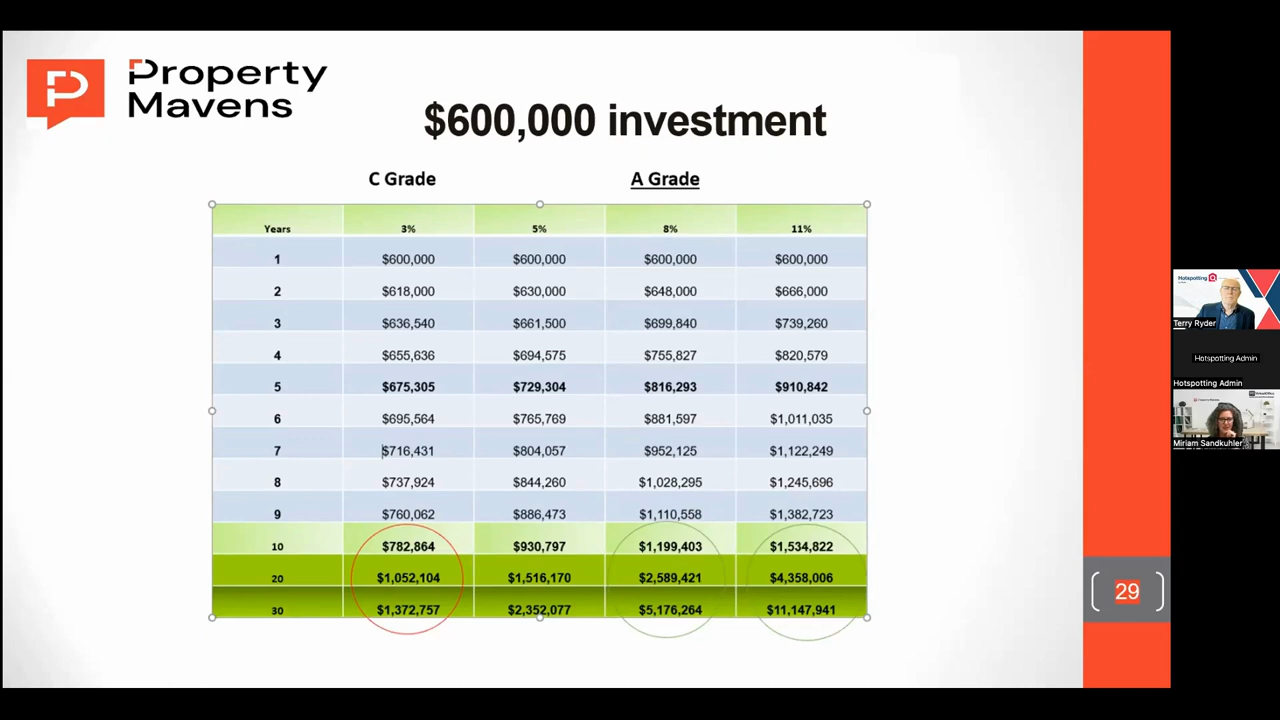 Property
Mavens
$600,000 investment
C Grade A Grade
Years 3% 5% 8% 11%
1 $600,000 $600,000 $600,000 $600,000
2 $618,000 $630,000 $648,000 $666,000
3 $636,540 $661,500 $699,840 $739,260
4 $655,636 $694,575 $755,827 $820,579
5 $675,305 $729,304 $816,293 $910,842
6 $695,564 $765,769 $881,597 $1,011,035
7 $716,431 $804,057 $952,125 $1,122,249
8 $737,924 $844,260 $1,028,295 $1,245,696
9 $760,062 $886,473 $1,110,558 $1,382,723
10 $782,864 $930,797 $1,199,403 $1,534,822
20 $1,052,104 $1,516,170 $2,589,421 $4,358,006
30 $1,372,757 $2,352,077 $5,176,264 $11,147,941
29
Hotspotting
Terry Ryder
Hotspotting Admin
Hotspotting Admin
Miriam Sandkuhler